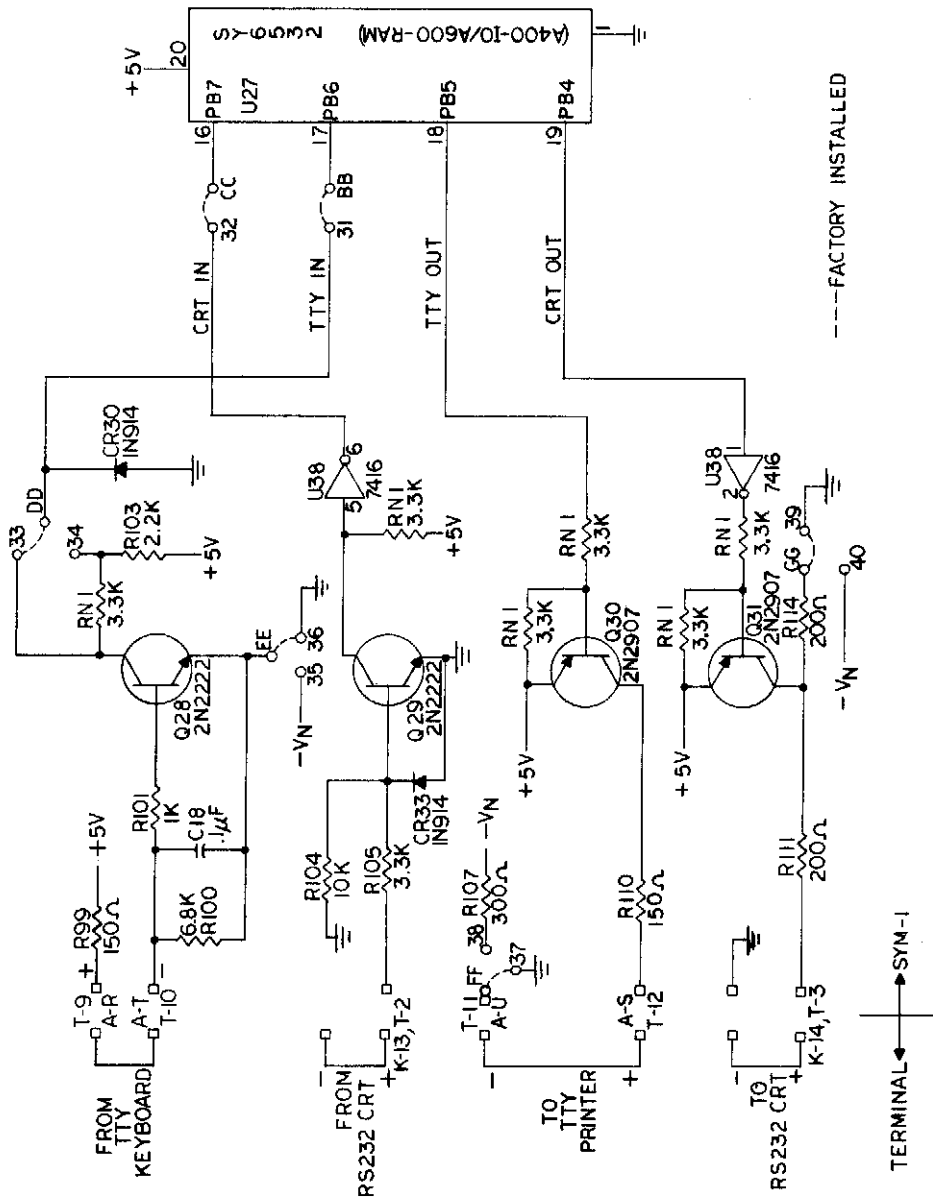 +5V
20
SY-6532
(A400-IO/A600-RAM)
1
PB7
U27
PB6
PB5
PB4
16
17
18
19
CC
32
BB
31
CRT IN
TTY IN
TTY OUT
CRT OUT
----FACTORY INSTALLED
33
DD
34
CR30
1N914
R103
2.2K
+5V
RN1
3.3K
Q28
2N2222
EE
35
36
-VN
R101
1K
C18
.1µF
+5V
R99
150Ω
6.8K
R100
+
-
T-9
A-R
A-T
T-10
FROM
TTY
KEYBOARD
U38
5
6
7416
RN1
3.3K
+5V
Q29
2N2222
R104
10K
R105
3.3K
CR33
1N914
-
+
K-13, T-2
FROM
RS232 CRT
RN1
3.3K
RN1
3.3K
Q30
2N2907
+5V
-VN
R107
300Ω
38
FF
37
T-11
A-U
R110
150Ω
A-S
T-12
-
+
TO
TTY
PRINTER
U38
1
2
7416
RN1
3.3K
RN1
3.3K
Q31
2N2907
+5V
R114
200Ω
GG
39
40
-VN
R111
200Ω
-
+
K-14, T-3
TO
RS232 CRT
TERMINAL
SYM-1